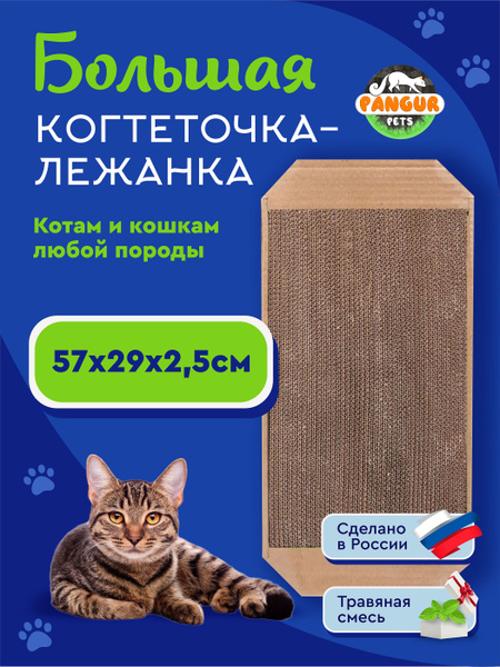 Большая
КОГТЕТОЧКА-
ЛЕЖАНКА
PANGUR
PETS
Котам и кошкам
любой породы
57х29х2,5см
Сделано
в России
Травяная
смесь